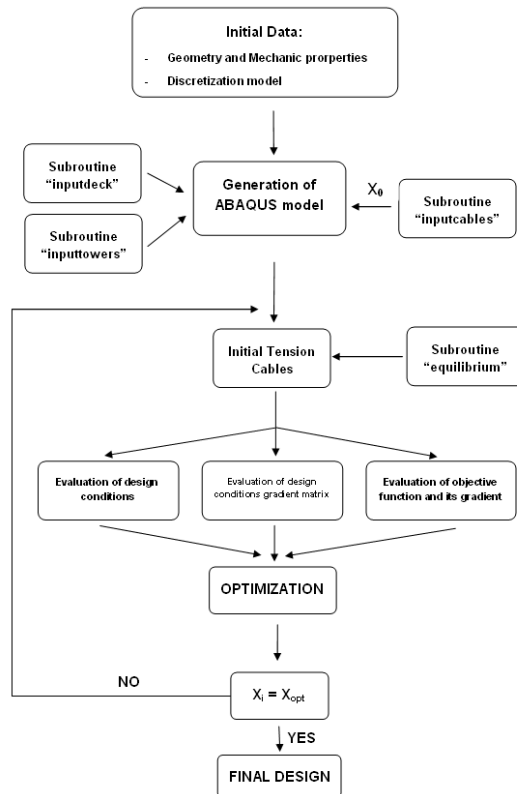 Initial Data:
- Geometry and Mechanic prorperties
- Discretization model
Subroutine
“inputdeck”
Generation of
ABAQUS model
X0
Subroutine
“inputcables”
Subroutine
“inputtowers”
Initial Tension
Cables
Subroutine
“equilibrium”
Evaluation of design
conditions
Evaluation of design
conditions gradient matrix
Evaluation of objective
function and its gradient
OPTIMIZATION
NO
Xi = Xopt
YES
FINAL DESIGN